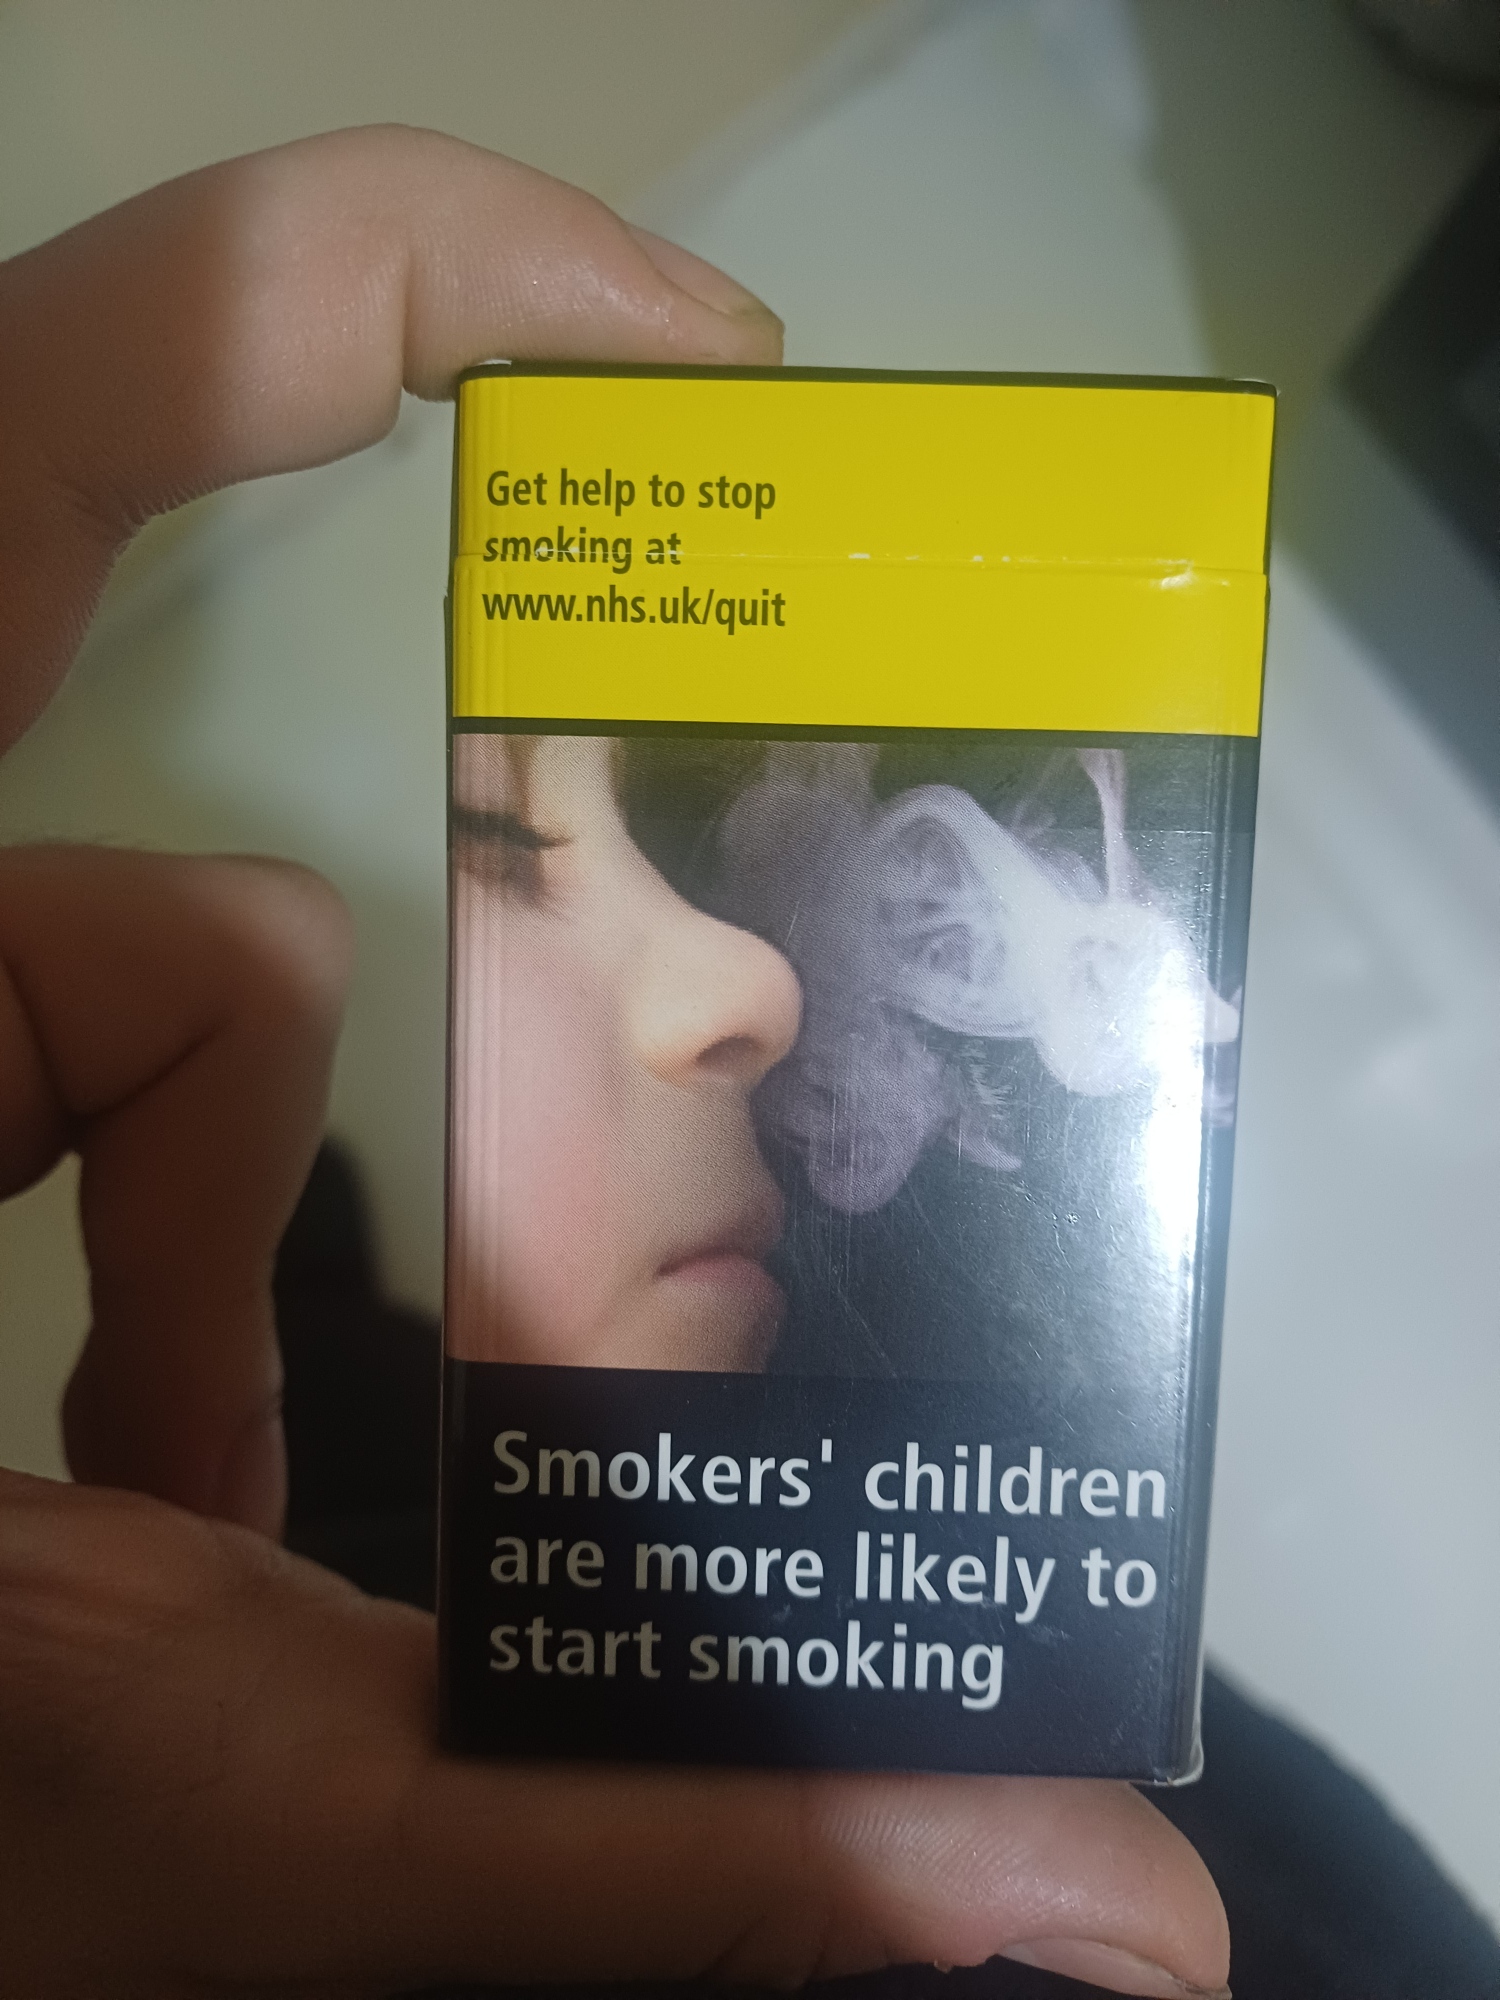 Get help to stop
smoking at
www.nhs.uk/quit
Smokers' children
are more likely to
start smoking